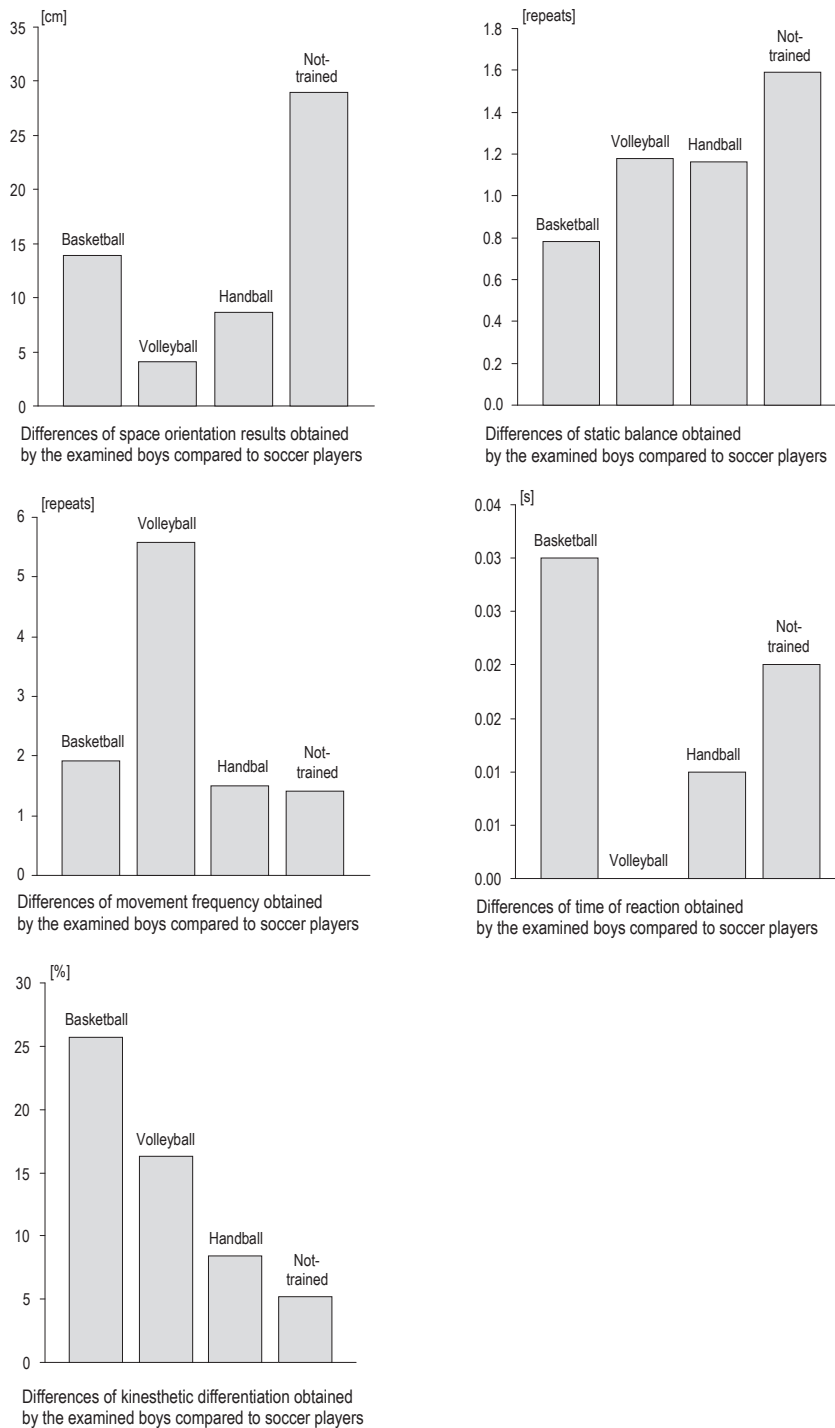 [cm]
35
30
25
20
15
10
5
0
Basketball
Volleyball
Handball
Not-
trained
Differences of space orientation results obtained
by the examined boys compared to soccer players
[repeats]
1.8
1.6
1.4
1.2
1.0
0.8
0.6
0.4
0.2
0.0
Basketball
Volleyball
Handball
Not-
trained
Differences of static balance obtained
by the examined boys compared to soccer players
[repeats]
6
5
4
3
2
1
0
Basketball
Volleyball
Handbal
Not-
trained
Differences of movement frequency obtained
by the examined boys compared to soccer players
[s]
0.04
0.03
0.03
0.02
0.02
0.01
0.01
0.00
Basketball
Volleyball
Handball
Not-
trained
Differences of time of reaction obtained
by the examined boys compared to soccer players
[%]
30
25
20
15
10
5
0
Basketball
Volleyball
Handball
Not-
trained
Differences of kinesthetic differentiation obtained
by the examined boys compared to soccer players